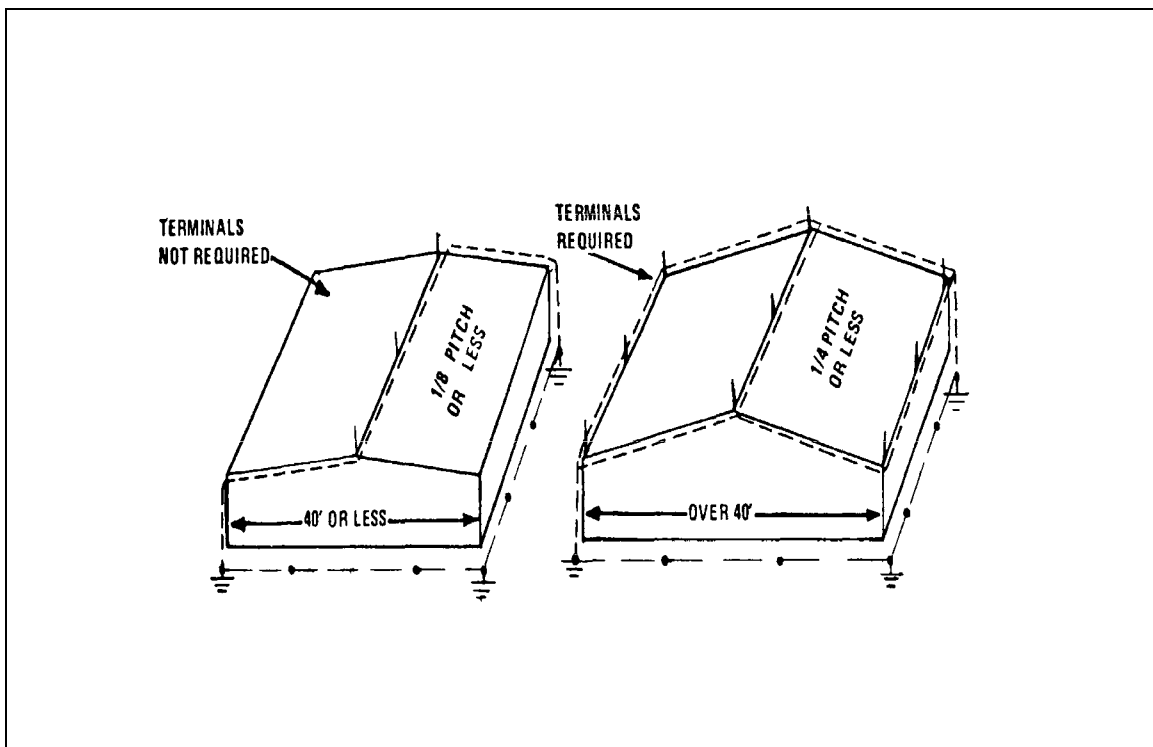 TERMINALS
NOT REQUIRED
1/8 PITCH
OR LESS
40' OR LESS
TERMINALS
REQUIRED
1/4 PITCH
OR LESS
OVER 40'